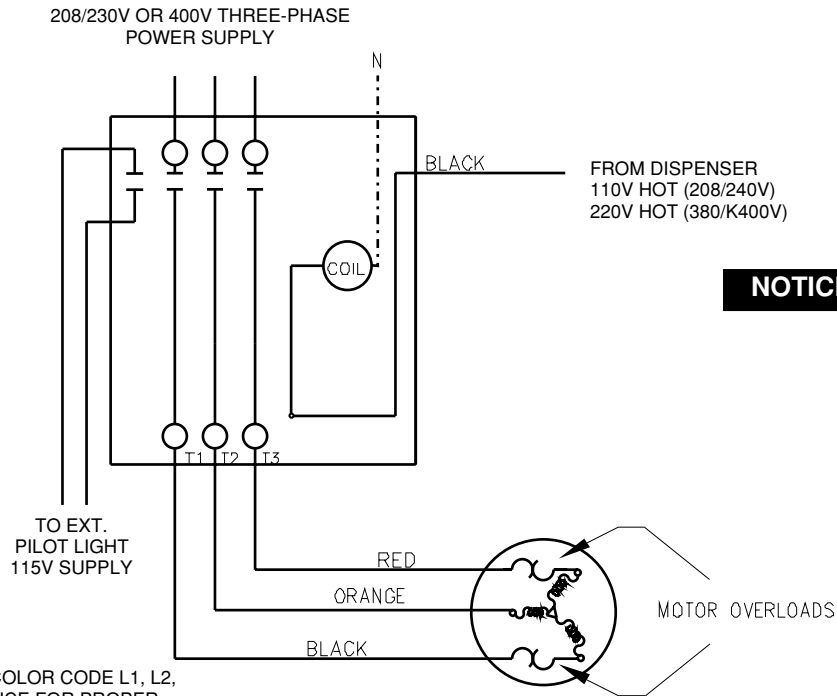 208/230V OR 400V THREE-PHASE
POWER SUPPLY
N
BLACK
FROM DISPENSER
110V HOT (208/240V)
220V HOT (380/K400V)
COIL
T1 T2 T3
TO EXT.
PILOT LIGHT
115V SUPPLY
RED
ORANGE
BLACK
MOTOR OVERLOADS
COLOR CODE L1, L2,
FOR PROPER